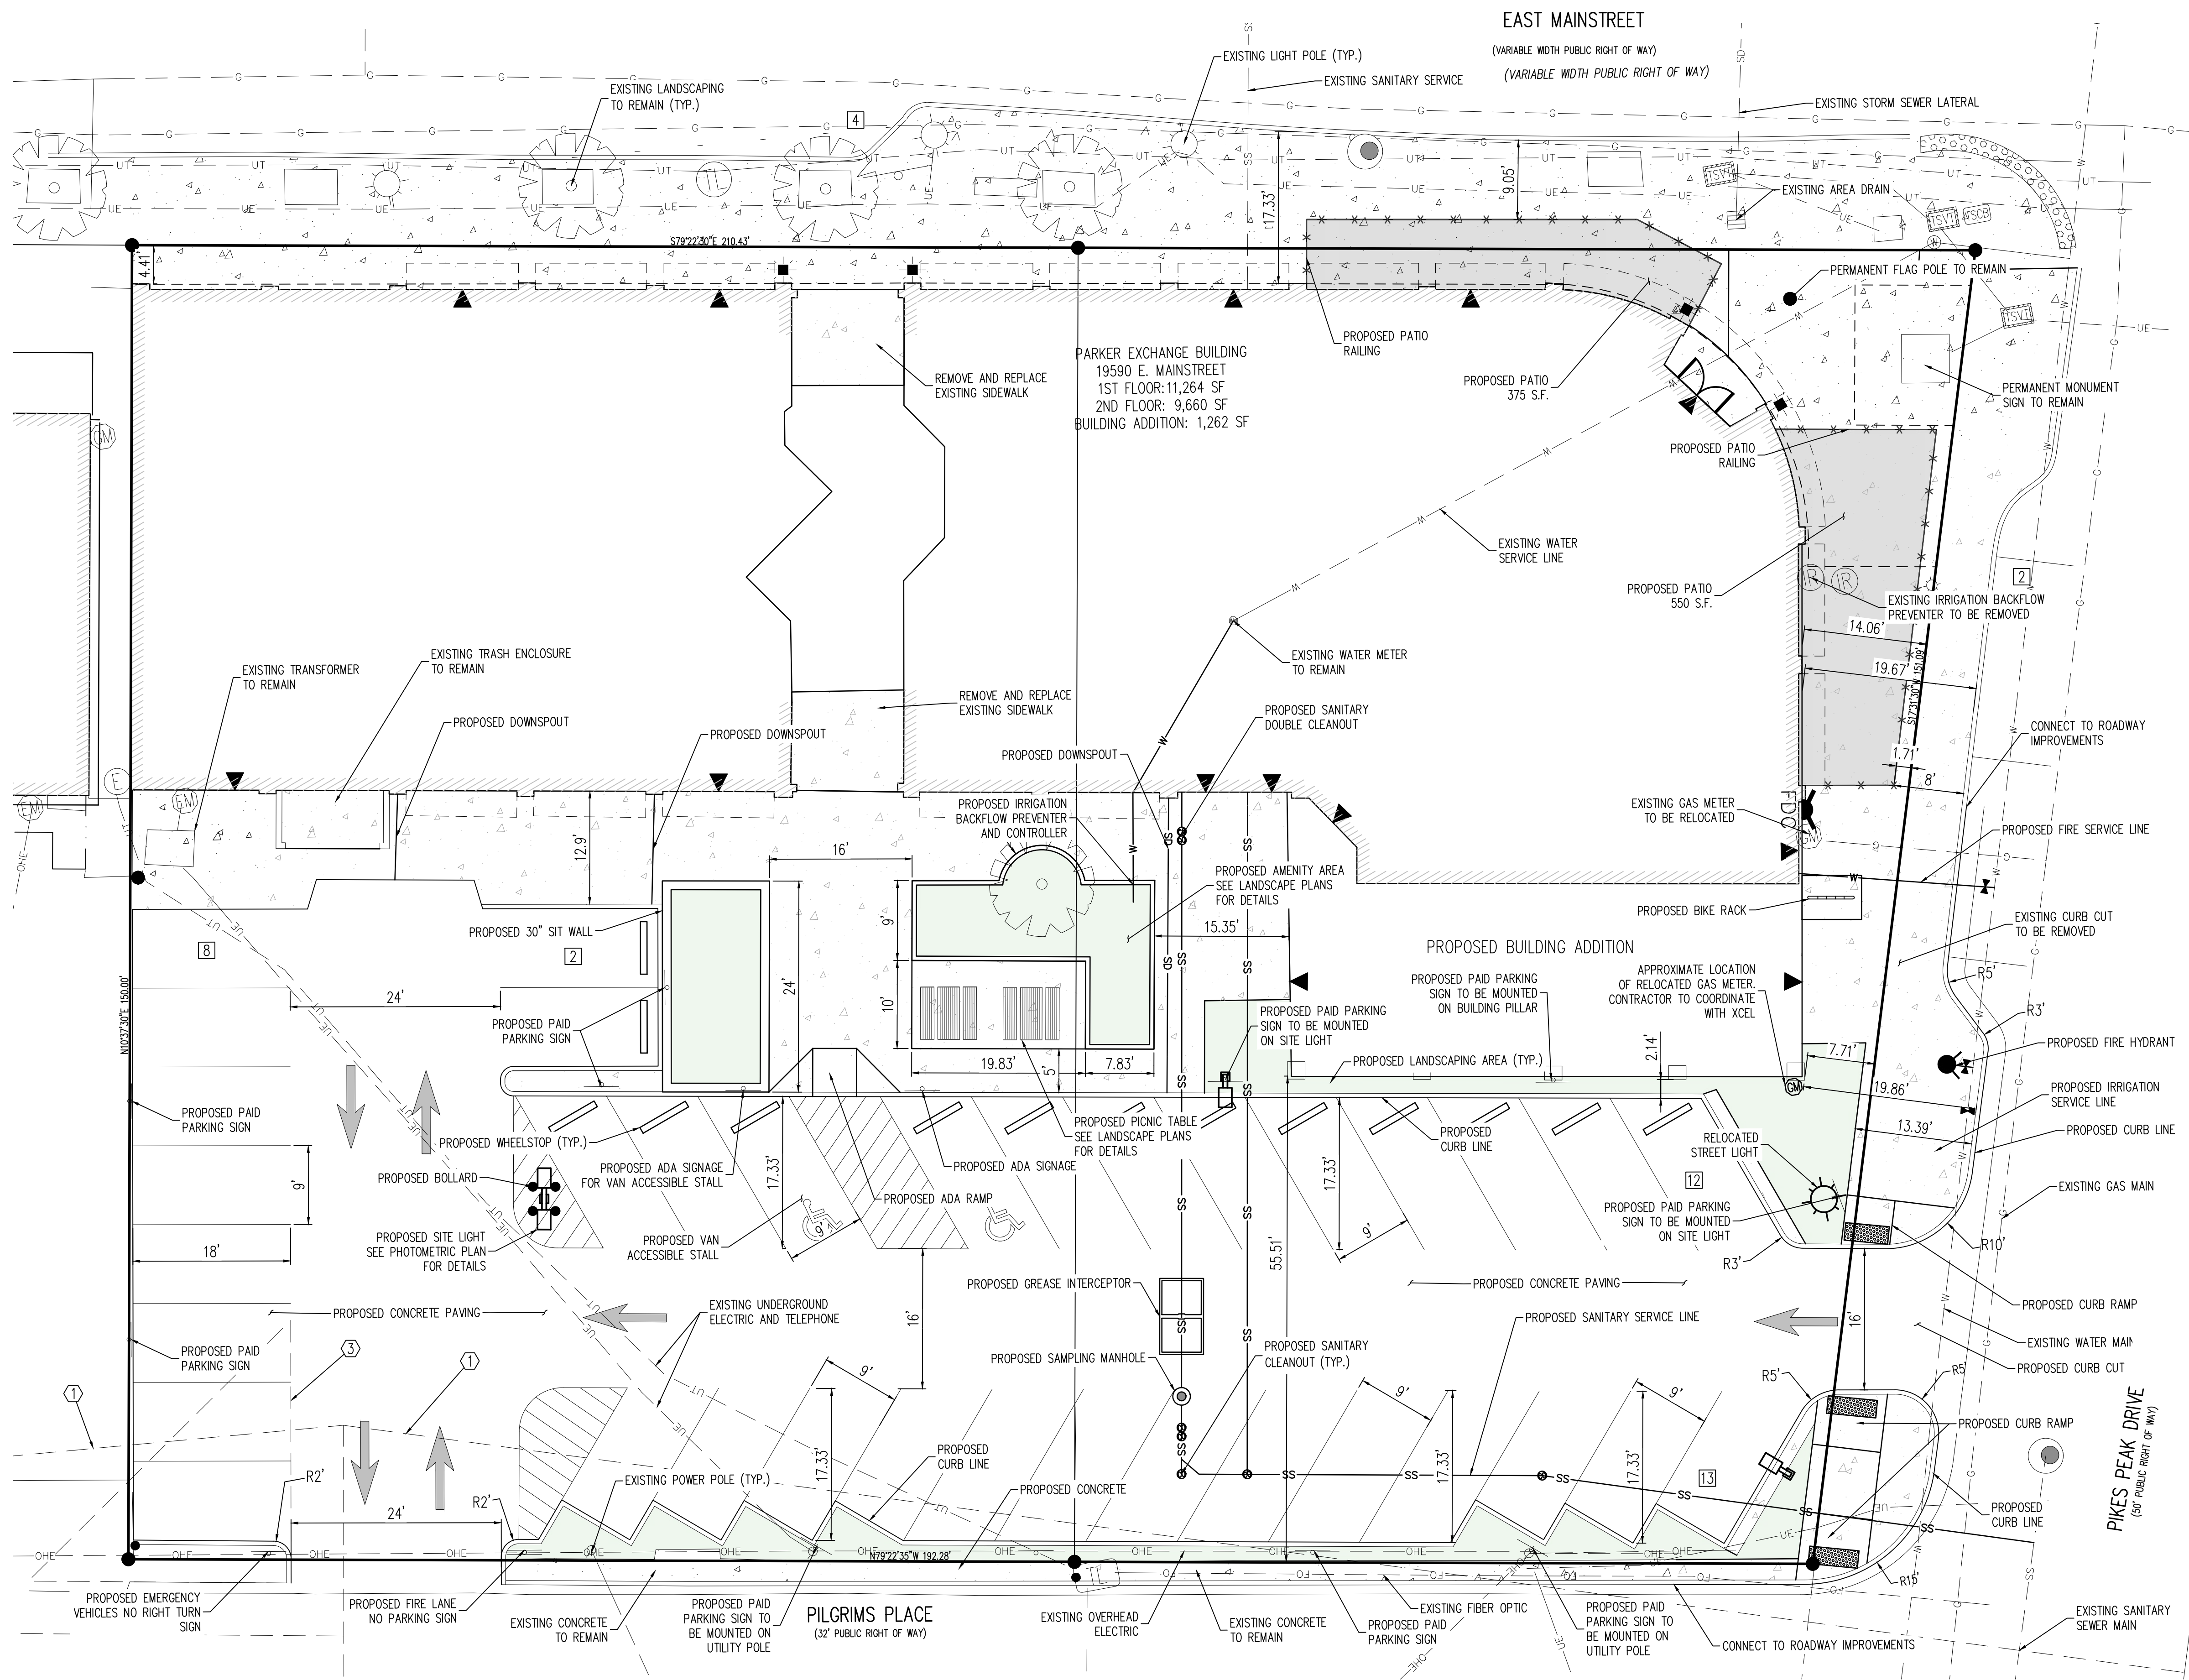 EAST MAINSTREET
(VARIABLE WIDTH PUBLIC RIGHT OF WAY)
(VARIABLE WIDTH PUBLIC RIGHT OF WAY)
EXISTING LIGHT POLE (TYP.)
EXISTING SANITARY SERVICE
EXISTING LANDSCAPING
TO REMAIN (TYP.)
EXISTING STORM SEWER LATERAL
4
TL
17.33'
9.05'
TSVT
EXISTING AREA DRAIN
TSVT
TSCB
S79°22'30"E 210.43'
4.41'
PERMANENT FLAG POLE TO REMAIN
TSVT
PROPOSED PATIO
RAILING
PARKER EXCHANGE BUILDING
19590 E. MAINSTREET
1ST FLOOR:11,264 SF
2ND FLOOR: 9,660 SF
BUILDING ADDITION: 1,262 SF
REMOVE AND REPLACE
EXISTING SIDEWALK
PROPOSED PATIO
375 S.F.
PERMANENT MONUMENT
SIGN TO REMAIN
GM
PROPOSED PATIO
RAILING
EXISTING WATER
SERVICE LINE
PROPOSED PATIO
550 S.F.
IR
IR
2
EXISTING IRRIGATION BACKFLOW
PREVENTER TO BE REMOVED
14.06'
19.67'
S17°31'30"W 151.09'
EXISTING TRANSFORMER
TO REMAIN
EXISTING TRASH ENCLOSURE
TO REMAIN
EXISTING WATER METER
TO REMAIN
REMOVE AND REPLACE
EXISTING SIDEWALK
PROPOSED DOWNSPOUT
PROPOSED DOWNSPOUT
PROPOSED SANITARY
DOUBLE CLEANOUT
PROPOSED DOWNSPOUT
CONNECT TO ROADWAY
IMPROVEMENTS
1.71'
8'
E
EM
EM
PROPOSED IRRIGATION
BACKFLOW PREVENTER
AND CONTROLLER
FDC
EXISTING GAS METER
TO BE RELOCATED
GM
PROPOSED FIRE SERVICE LINE
12.9'
16'
PROPOSED AMENITY AREA
SEE LANDSCAPE PLANS
FOR DETAILS
PROPOSED BIKE RACK
EXISTING CURB CUT
TO BE REMOVED
PROPOSED 30" SIT WALL
9'
15.35'
PROPOSED BUILDING ADDITION
8
2
24'
24'
10'
PROPOSED PAID PARKING
SIGN TO BE MOUNTED
ON BUILDING PILLAR
APPROXIMATE LOCATION
OF RELOCATED GAS METER.
CONTRACTOR TO COORDINATE
WITH XCEL
R5'
R3'
N10°37'30"E 150.00'
PROPOSED PAID
PARKING SIGN
PROPOSED PAID PARKING
SIGN TO BE MOUNTED
ON SITE LIGHT
PROPOSED FIRE HYDRANT
PROPOSED LANDSCAPING AREA (TYP.)
2.14'
7.71'
19.83'
7.83'
5'
GM
19.86'
PROPOSED IRRIGATION
SERVICE LINE
PROPOSED PAID
PARKING SIGN
PROPOSED WHEELSTOP (TYP.)
PROPOSED PICNIC TABLE
SEE LANDSCAPE PLANS
FOR DETAILS
PROPOSED
CURB LINE
RELOCATED
STREET LIGHT
13.39'
PROPOSED CURB LINE
PROPOSED BOLLARD
PROPOSED ADA SIGNAGE
FOR VAN ACCESSIBLE STALL
17.33'
PROPOSED ADA SIGNAGE
17.33'
12
9'
PROPOSED ADA RAMP
EXISTING GAS MAIN
PROPOSED PAID PARKING
SIGN TO BE MOUNTED
ON SITE LIGHT
9'
9'
PROPOSED SITE LIGHT
SEE PHOTOMETRIC PLAN
FOR DETAILS
PROPOSED VAN
ACCESSIBLE STALL
18'
55.51'
R10'
R3'
PROPOSED GREASE INTERCEPTOR
PROPOSED CONCRETE PAVING
PROPOSED CONCRETE PAVING
EXISTING UNDERGROUND
ELECTRIC AND TELEPHONE
16'
PROPOSED SANITARY SERVICE LINE
16'
PROPOSED CURB RAMP
EXISTING WATER MAIN
PROPOSED PAID
PARKING SIGN
3
1
1
PROPOSED SAMPLING MANHOLE
PROPOSED SANITARY
CLEANOUT (TYP.)
PROPOSED CURB CUT
9'
9'
9'
R5'
R5'
PIKES PEAK DRIVE
(50' PUBLIC RIGHT OF WAY)
PROPOSED CURB RAMP
17.33'
PROPOSED
CURB LINE
17.33'
17.33'
13
R2'
EXISTING POWER POLE (TYP.)
PROPOSED CONCRETE
R2'
24'
PROPOSED
CURB LINE
N79°22'35"W 192.28'
TL
R15'
PROPOSED EMERGENCY
VEHICLES NO RIGHT TURN
SIGN
PROPOSED FIRE LANE
NO PARKING SIGN
EXISTING CONCRETE
TO REMAIN
PROPOSED PAID
PARKING SIGN TO
BE MOUNTED ON
UTILITY POLE
PILGRIMS PLACE
(32' PUBLIC RIGHT OF WAY)
EXISTING OVERHEAD
ELECTRIC
EXISTING CONCRETE
TO REMAIN
PROPOSED PAID
PARKING SIGN
EXISTING FIBER OPTIC
PROPOSED PAID
PARKING SIGN TO
BE MOUNTED ON
UTILITY POLE
CONNECT TO ROADWAY IMPROVEMENTS
EXISTING SANITARY
SEWER MAIN